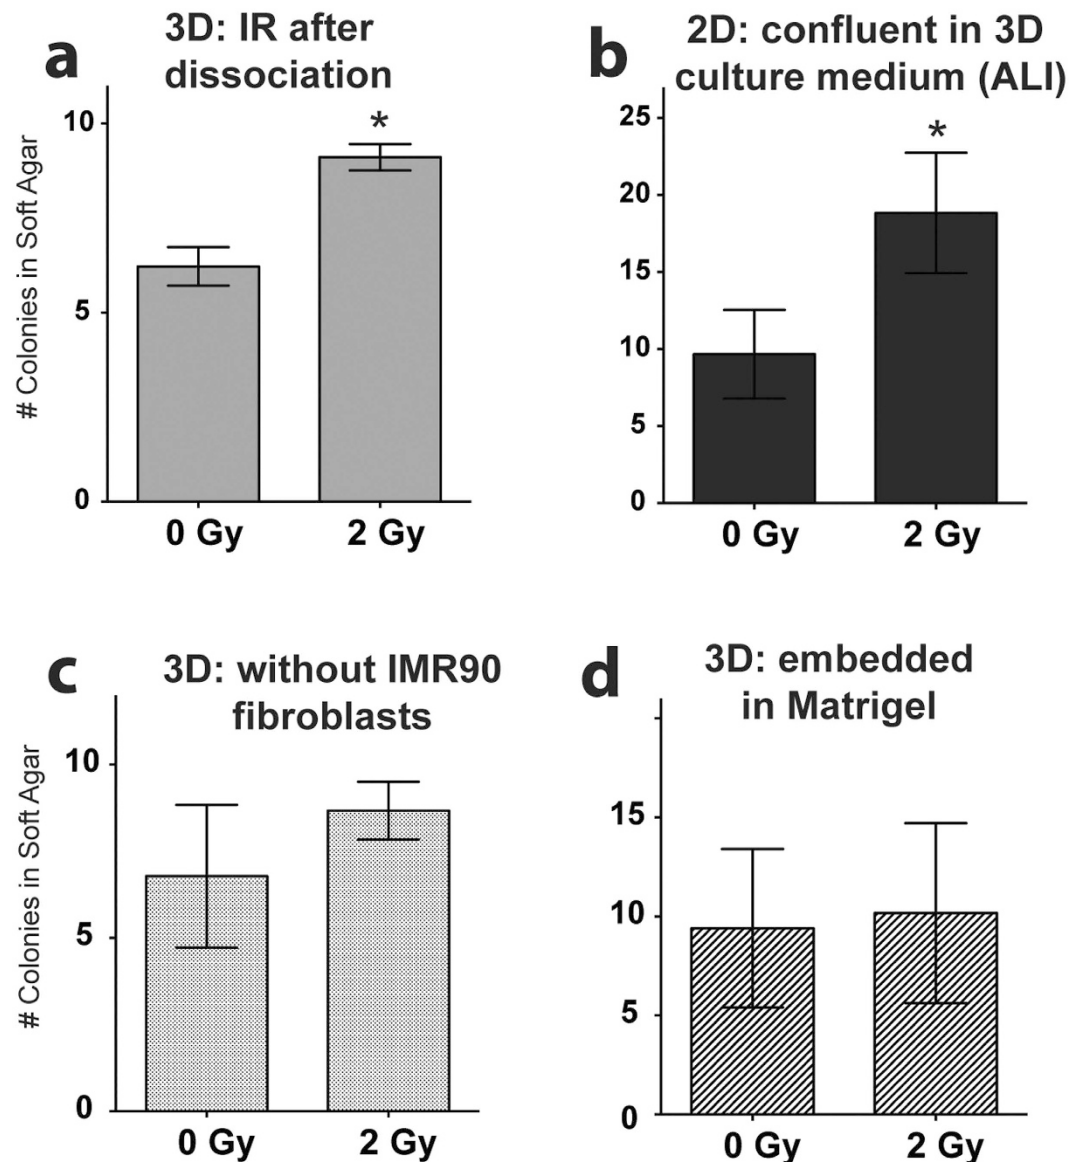 a
3D: IR after
dissociation
# Colonies in Soft Agar
10
5
0
*
0 Gy
2 Gy
b
2D: confluent in 3D
culture medium (ALI)
25
20
15
10
5
0
*
0 Gy
2 Gy
c
3D: without IMR90
fibroblasts
# Colonies in Soft Agar
10
5
0
0 Gy
2 Gy
d
3D: embedded
in Matrigel
15
10
5
0
0 Gy
2 Gy